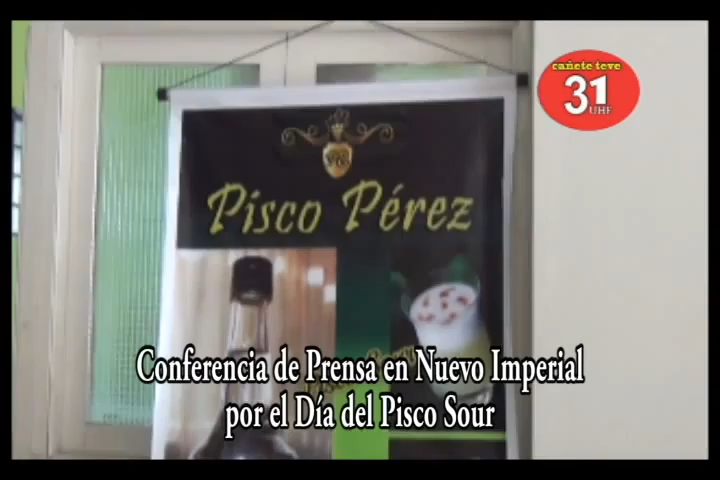 cañete teve
31
UHF
Pisco Pérez
Conferencia de Prensa en Nuevo Imperial
por el Día del Pisco Sour